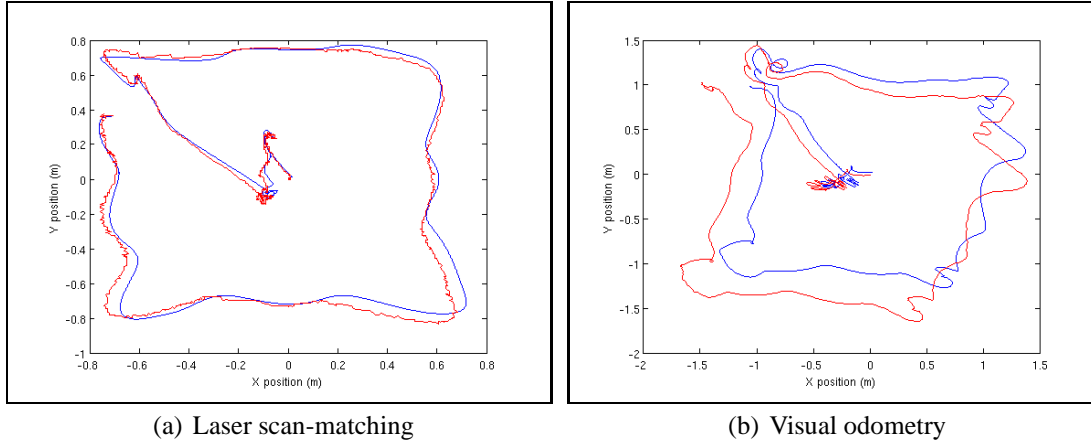 0.8
0.6
0.4
0.2
0
-0.2
-0.4
-0.6
-0.8
-1
Y position (m)
-0.8 -0.6 -0.4 -0.2 0 0.2 0.4 0.6 0.8
X position (m)
1.5
1
0.5
0
-0.5
-1
-1.5
-2
Y position (m)
-2 -1.5 -1 -0.5 0 0.5 1 1.5
X position (m)
(a) Laser scan-matching
(b) Visual odometry